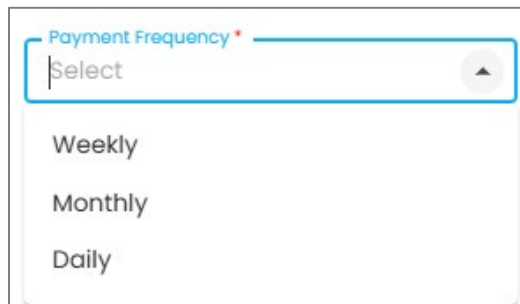 Payment Frequency *
Select
Weekly
Monthly
Daily